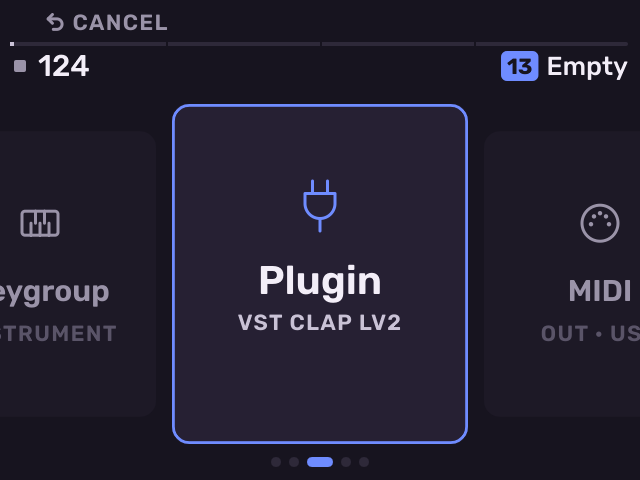 CANCEL
124
13 Empty
eygroup
STRUMENT
Plugin
VST CLAP LV2
MIDI
OUT • US